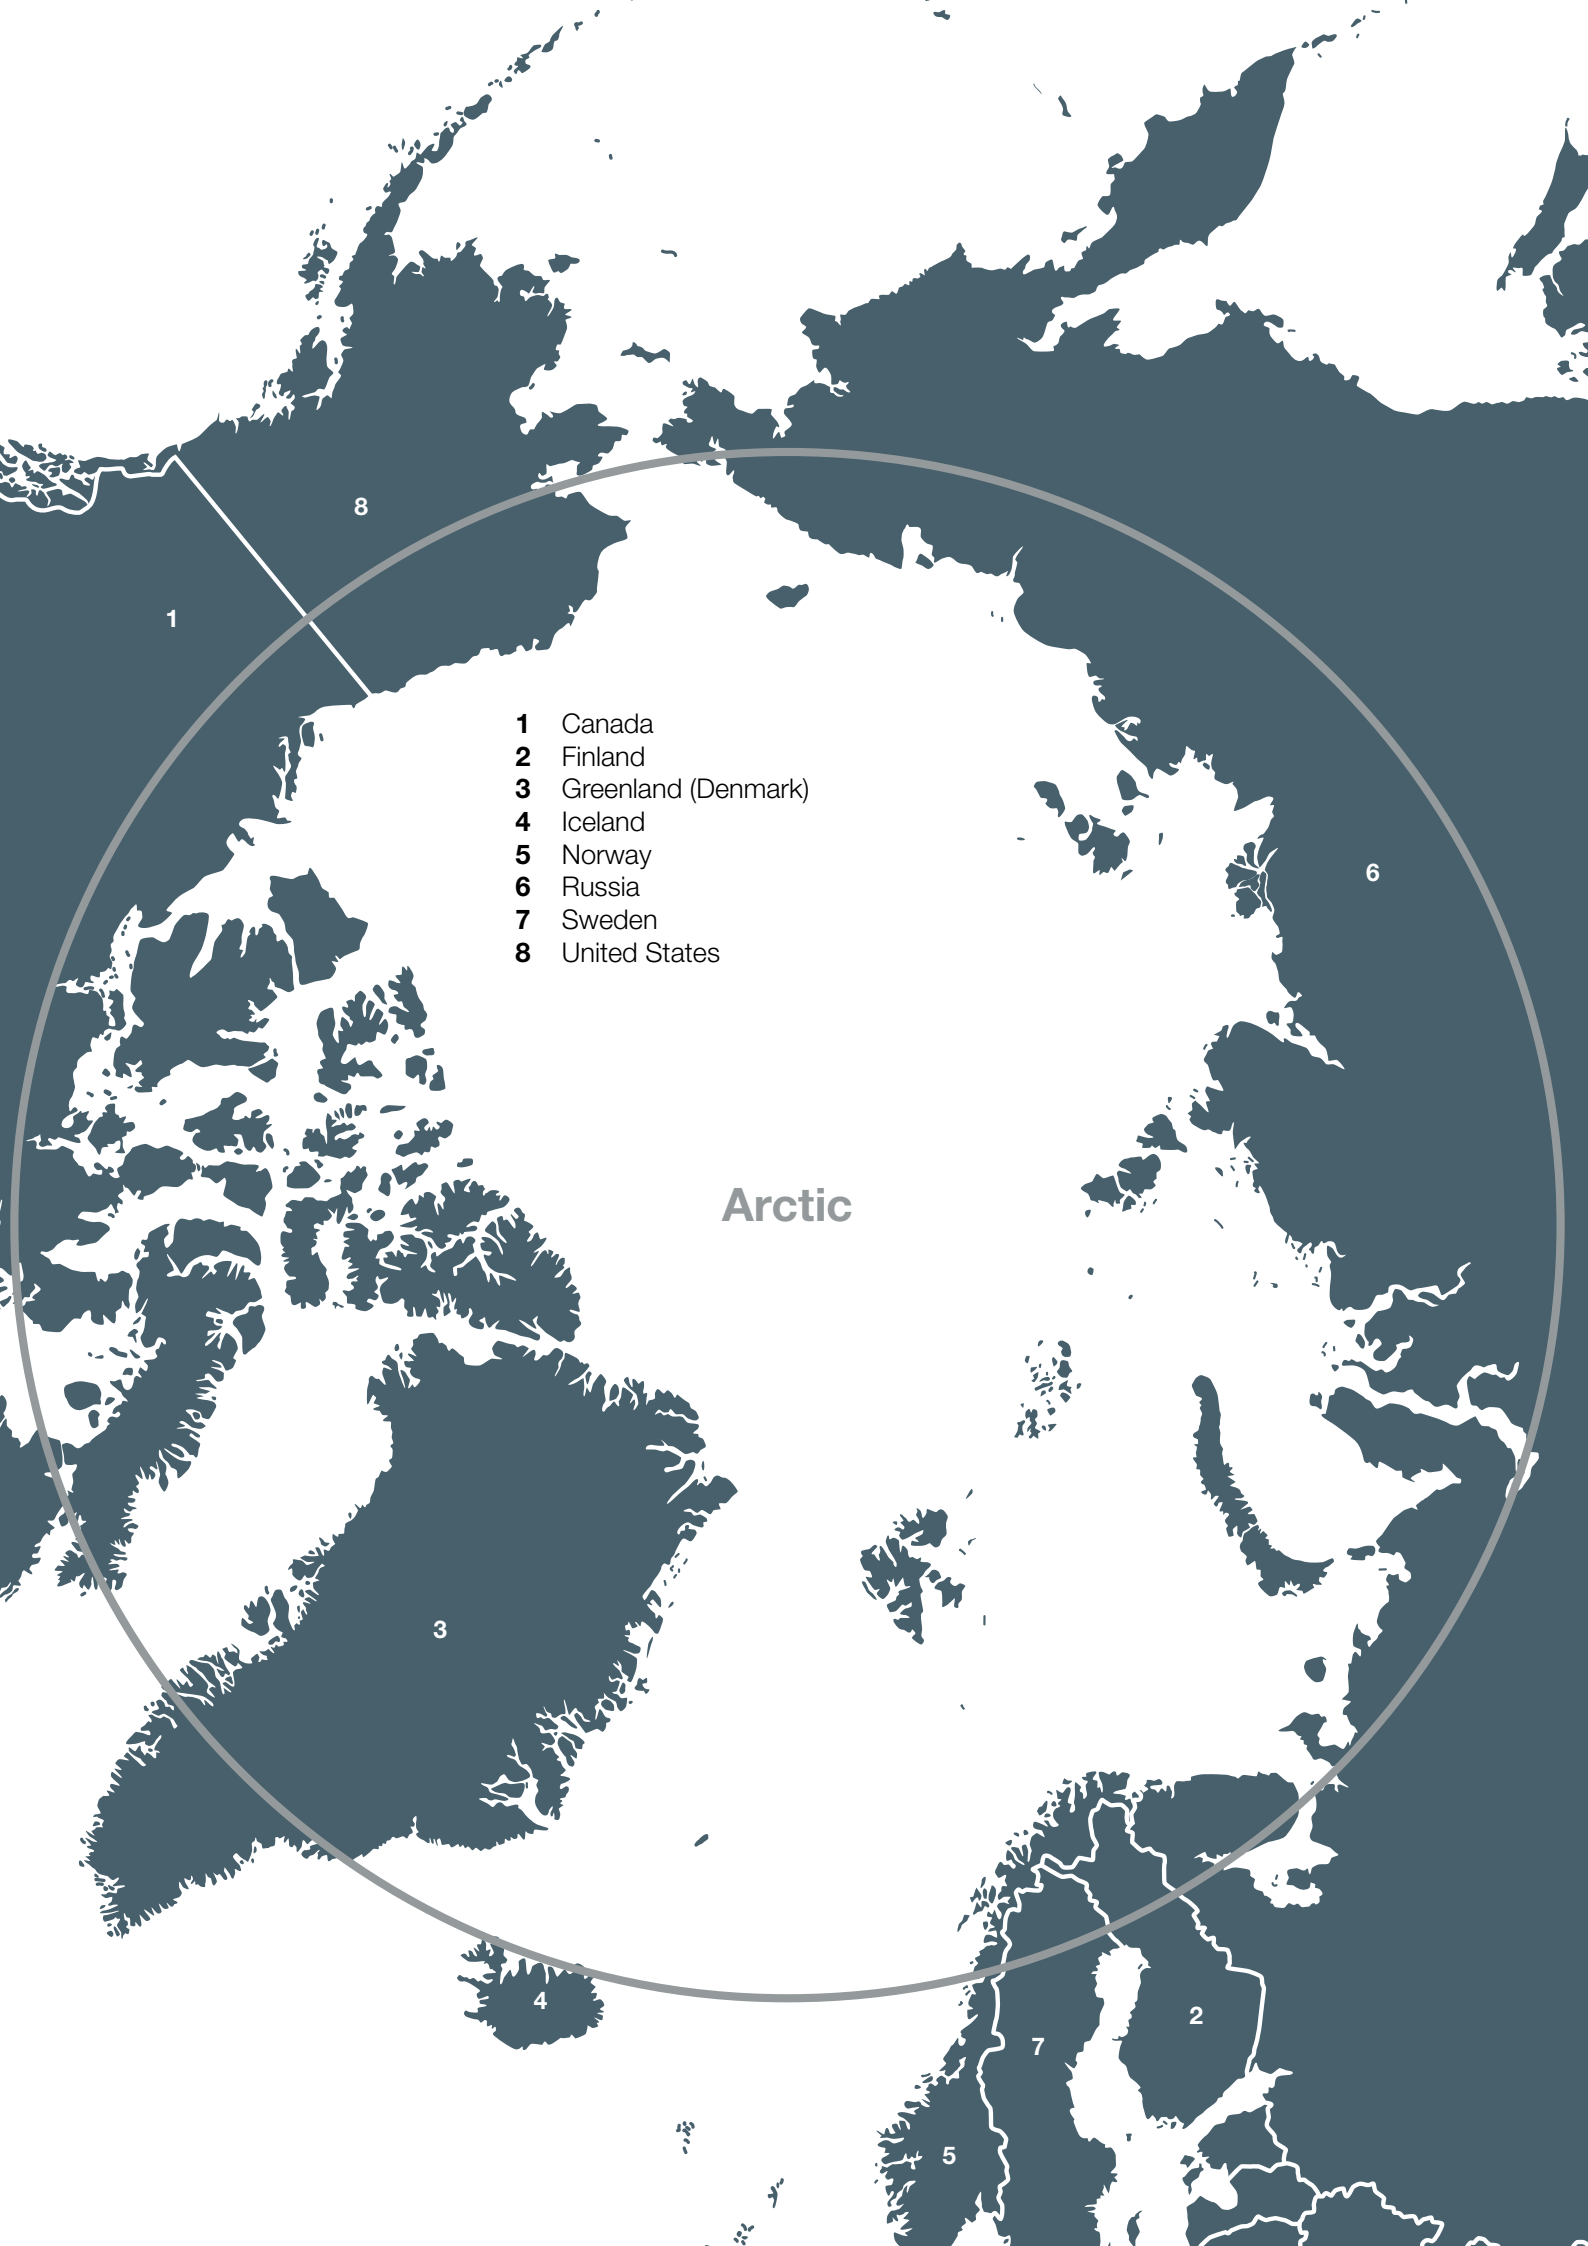 8
1
1 Canada
2 Finland
3 Greenland (Denmark)
4 Iceland
5 Norway
6 Russia
7 Sweden
8 United States
6
Arctic
3
4
2
7
5